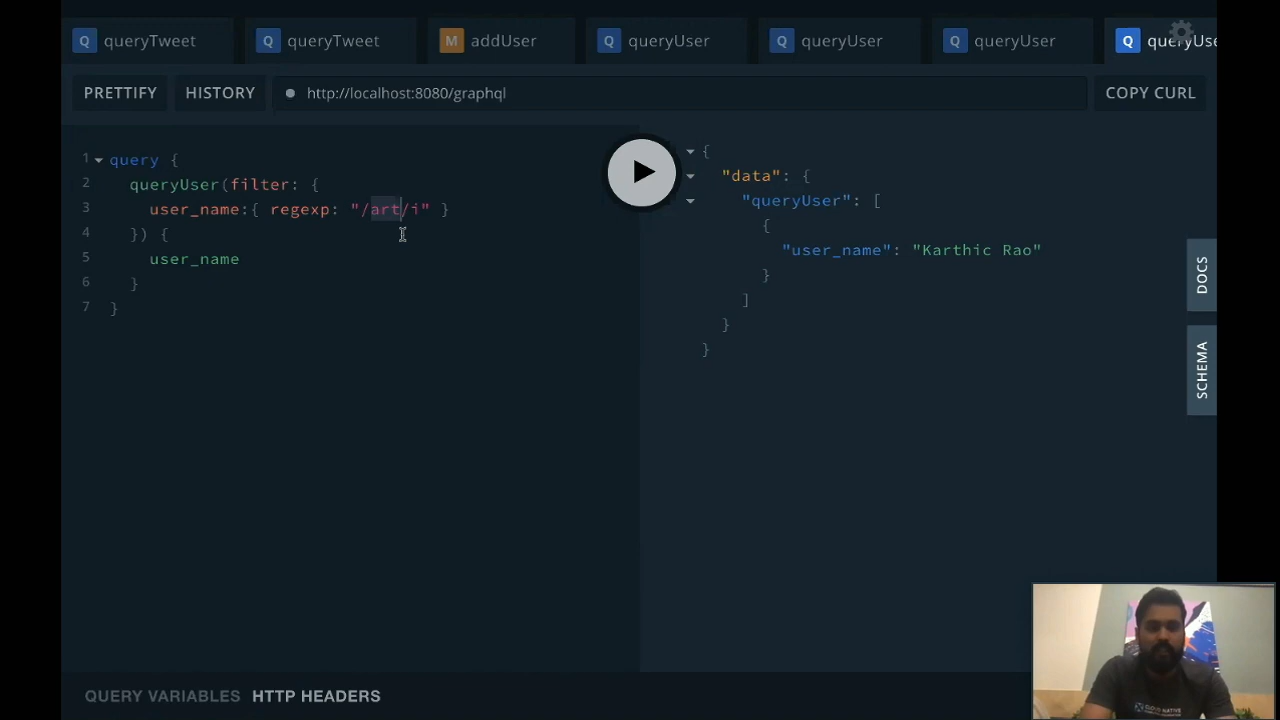 Q queryTweet
Q queryTweet
M addUser
Q queryUser
Q queryUser
Q queryUser
Q queryUse
PRETTIFY
HISTORY
http://localhost:8080/graphql
COPY CURL
1 query {
2 queryUser(filter: {
3 user_name:{ regexp: "/art/i" }
4 }) {
5 user_name
6 }
7 }
{
"data": {
"queryUser": [
{
"user_name": "Karthic Rao"
}
]
}
}
DOCS
SCHEMA
QUERY VARIABLES
HTTP HEADERS
CLOUD NATIVE